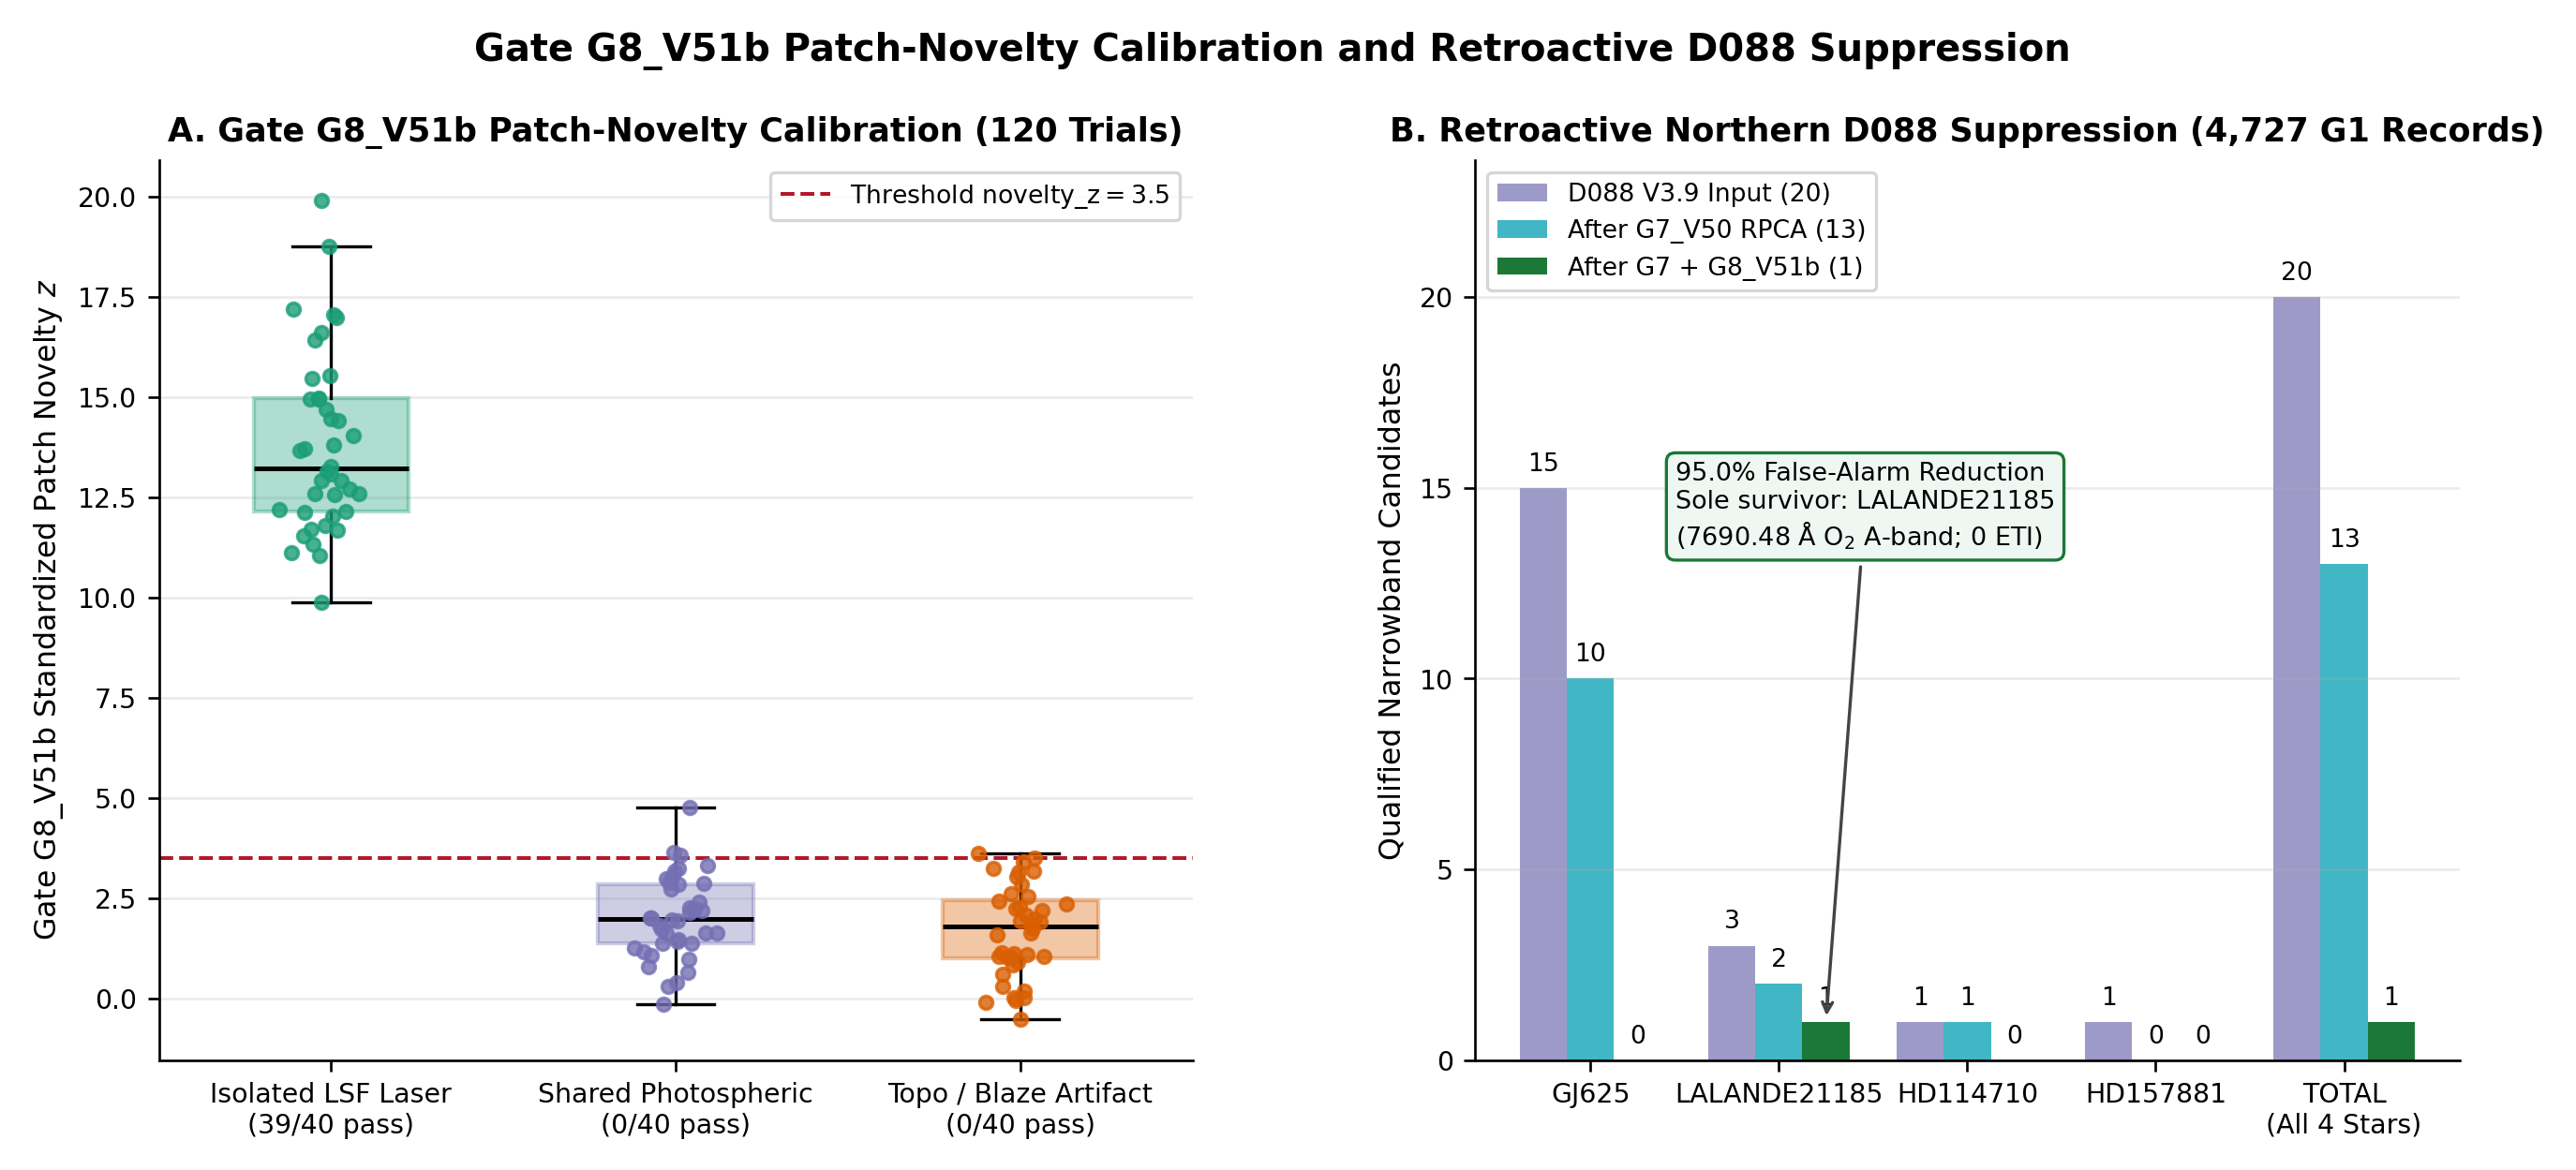 Gate G8_V51b Patch-Novelty Calibration and Retroactive D088 Suppression
A. Gate G8_V51b Patch-Novelty Calibration (120 Trials)
Gate G8_V51b Standardized Patch Novelty z
20.0
17.5
15.0
12.5
10.0
7.5
5.0
2.5
0.0
Threshold novelty_z = 3.5
Isolated LSF Laser
(39/40 pass)
Shared Photospheric
(0/40 pass)
Topo / Blaze Artifact
(0/40 pass)
B. Retroactive Northern D088 Suppression (4,727 G1 Records)
Qualified Narrowband Candidates
20
15
10
5
0
D088 V3.9 Input (20)
After G7_V50 RPCA (13)
After G7 + G8_V51b (1)
95.0% False-Alarm Reduction
Sole survivor: LALANDE21185
(7690.48 Å O₂ A-band; 0 ETI)
15
10
0
3
2
1
1
1
0
1
0
0
20
13
1
GJ625
LALANDE21185
HD114710
HD157881
TOTAL
(All 4 Stars)